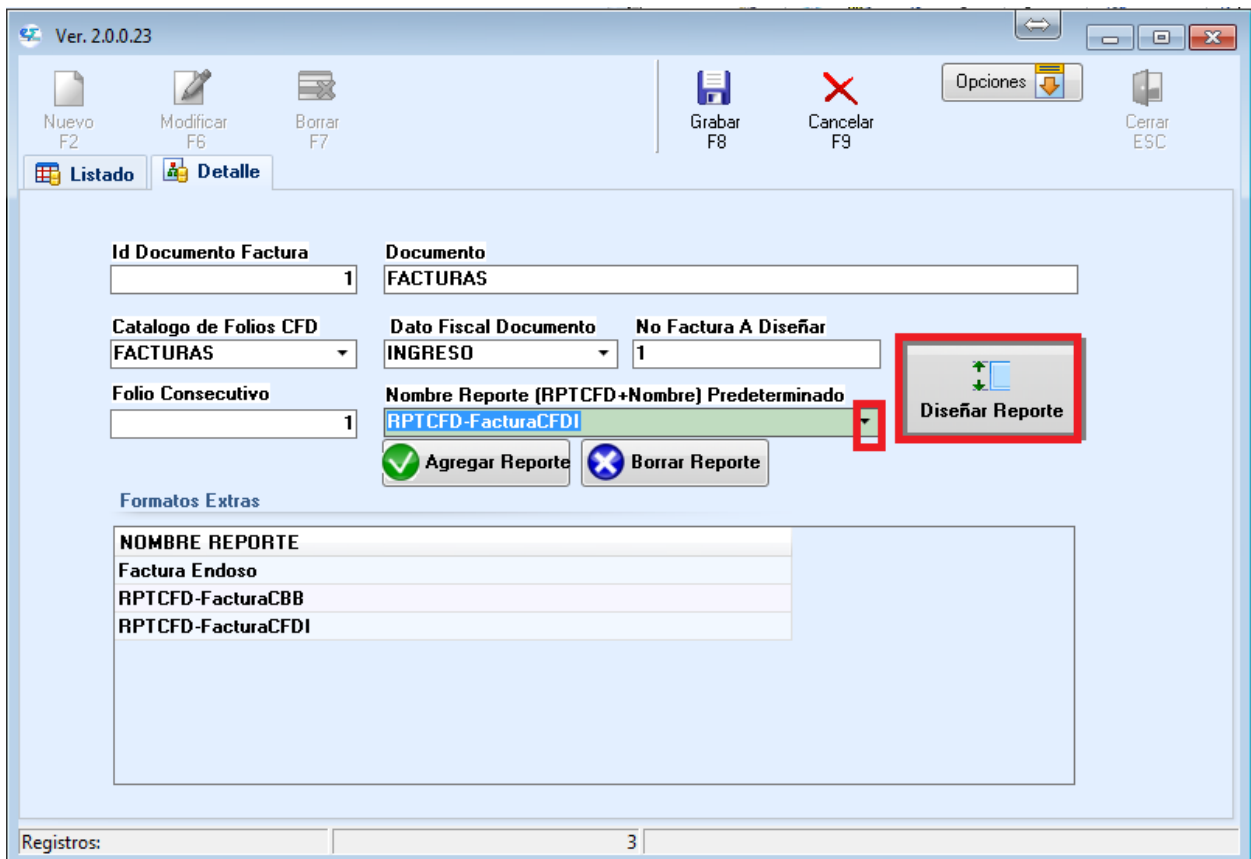 Ver. 2.0.0.23
Nuevo
F2
Modificar
F6
Borrar
F7
Grabar
F8
Cancelar
F9
Opciones
Cerrar
ESC
Listado
Detalle
Id Documento Factura
Documento
1
FACTURAS
Catalogo de Folios CFD
Dato Fiscal Documento
No Factura A Diseñar
FACTURAS
INGRESO
1
Folio Consecutivo
Nombre Reporte (RPTCFD+Nombre) Predeterminado
1
RPTCFD-FacturaCFDI
Diseñar Reporte
Agregar Reporte
Borrar Reporte
Formatos Extras
NOMBRE REPORTE
Factura Endoso
RPTCFD-FacturaCBB
RPTCFD-FacturaCFDI
Registros:
3